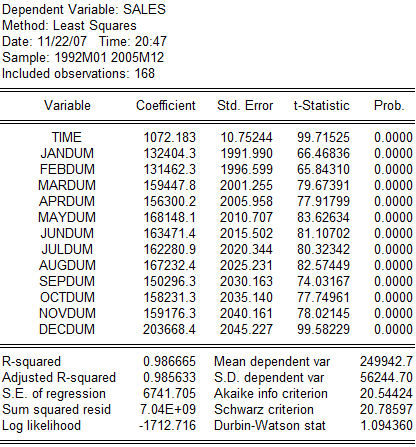 Dependent Variable: SALES
Method: Least Squares
Date: 11/22/07 Time: 20:47
Sample: 1992M01 2005M12
Included observations: 168
Variable Coefficient Std. Error t-Statistic Prob.
TIME 1072.183 10.75244 99.71525 0.0000
JANDUM 132404.3 1991.990 66.46836 0.0000
FEBDUM 131462.3 1996.599 65.84310 0.0000
MARDUM 159447.8 2001.255 79.67391 0.0000
APRDUM 156300.2 2005.958 77.91799 0.0000
MAYDUM 168148.1 2010.707 83.62634 0.0000
JUNDUM 163471.4 2015.502 81.10702 0.0000
JULDUM 162280.9 2020.344 80.32342 0.0000
AUGDUM 167232.4 2025.231 82.57449 0.0000
SEPDUM 150296.3 2030.163 74.03167 0.0000
OCTDUM 158231.3 2035.140 77.74961 0.0000
NOVDUM 159176.3 2040.161 78.02145 0.0000
DECDUM 203668.4 2045.227 99.58229 0.0000
R-squared 0.986665 Mean dependent var 249942.7
Adjusted R-squared 0.985633 S.D. dependent var 56244.70
S.E. of regression 6741.705 Akaike info criterion 20.54424
Sum squared resid 7.04E+09 Schwarz criterion 20.78597
Log likelihood -1712.716 Durbin-Watson stat 1.094360